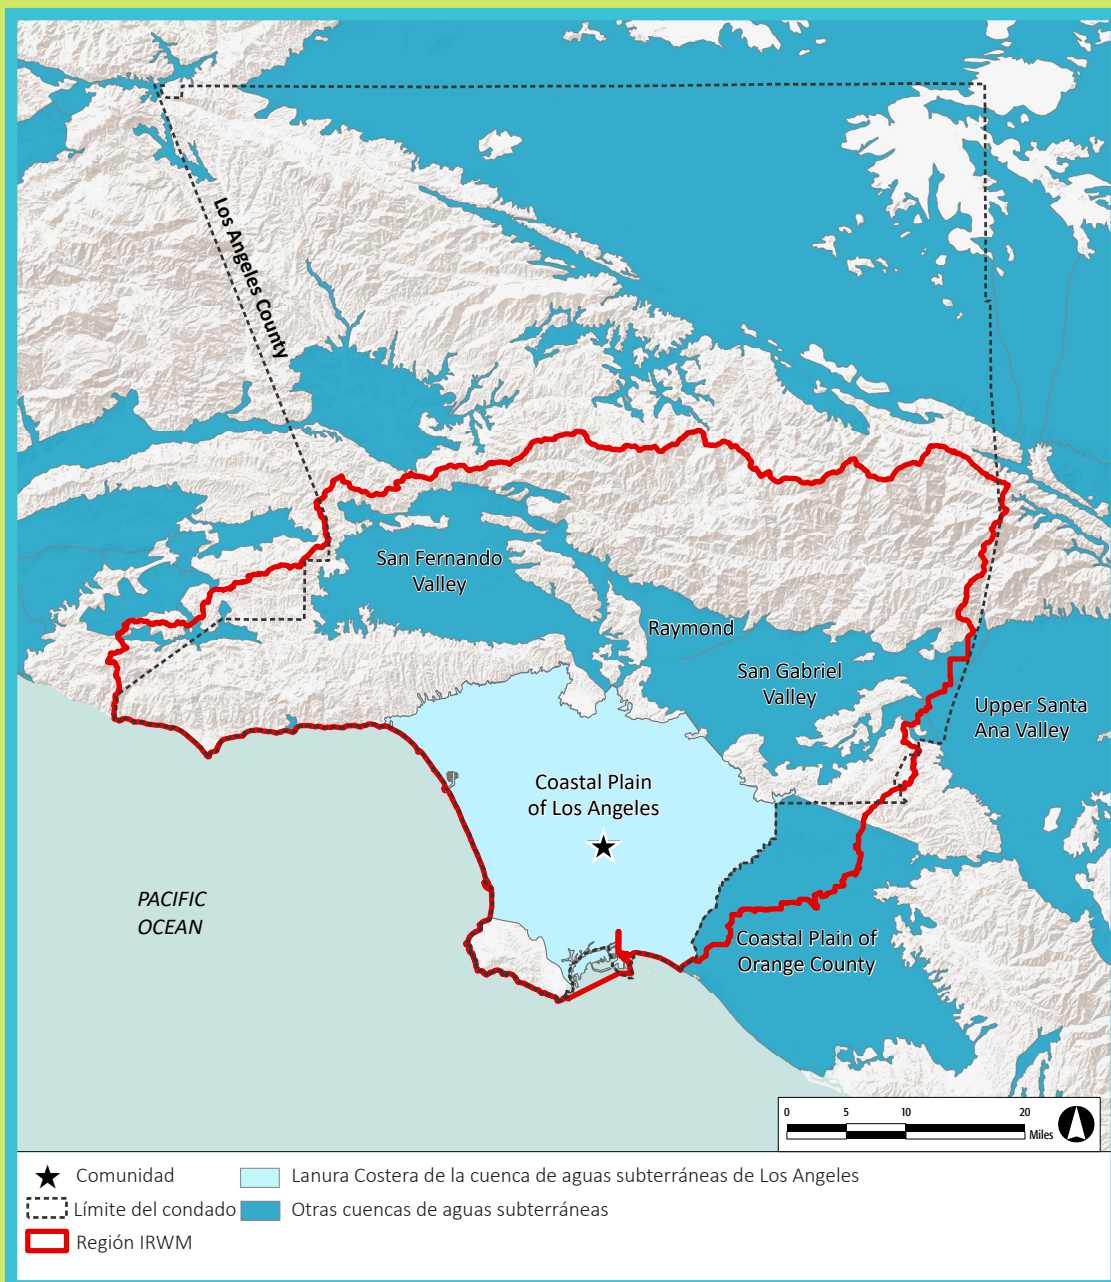 Los Angeles County
San Fernando
Valley
Raymond
San Gabriel
Valley
Upper Santa
Ana Valley
Coastal Plain
of Los Angeles
PACIFIC
OCEAN
Coastal Plain of
Orange County
0 5 10 20
Miles
Comunidad
Lanura Costera de la cuenca de aguas subterráneas de Los Angeles
Límite del condado
Otras cuencas de aguas subterráneas
Región IRWM